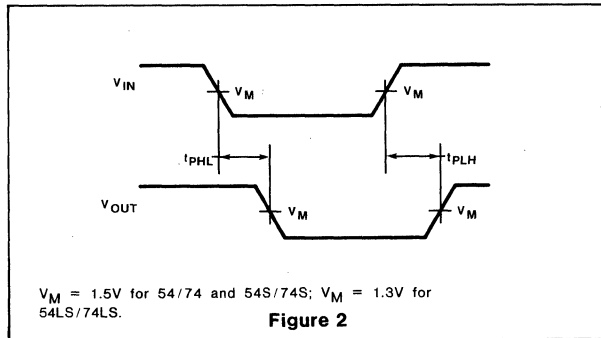 VIN
VM
VM
tPHL
tPLH
VOUT
VM
VM
VM = 1.5V for 54/74 and 54S/74S; VM = 1.3V for
54LS/74LS.
Figure 2